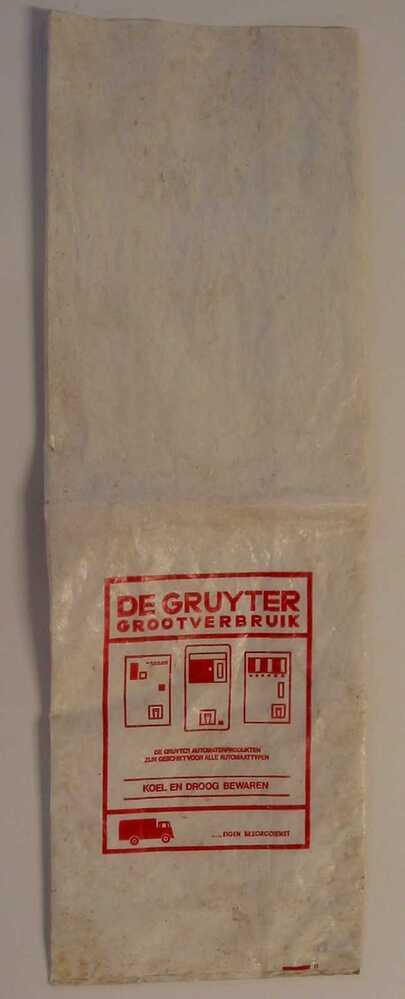 DE GRUYTER
GROOTVERBRUIK
DE GRUYTER AUTOMATENPRODUKTEN
ZIJN GESCHIKT VOOR ALLE AUTOMAATTYPEN
KOEL EN DROOG BEWAREN
.....EIGEN BEZORGDIENST